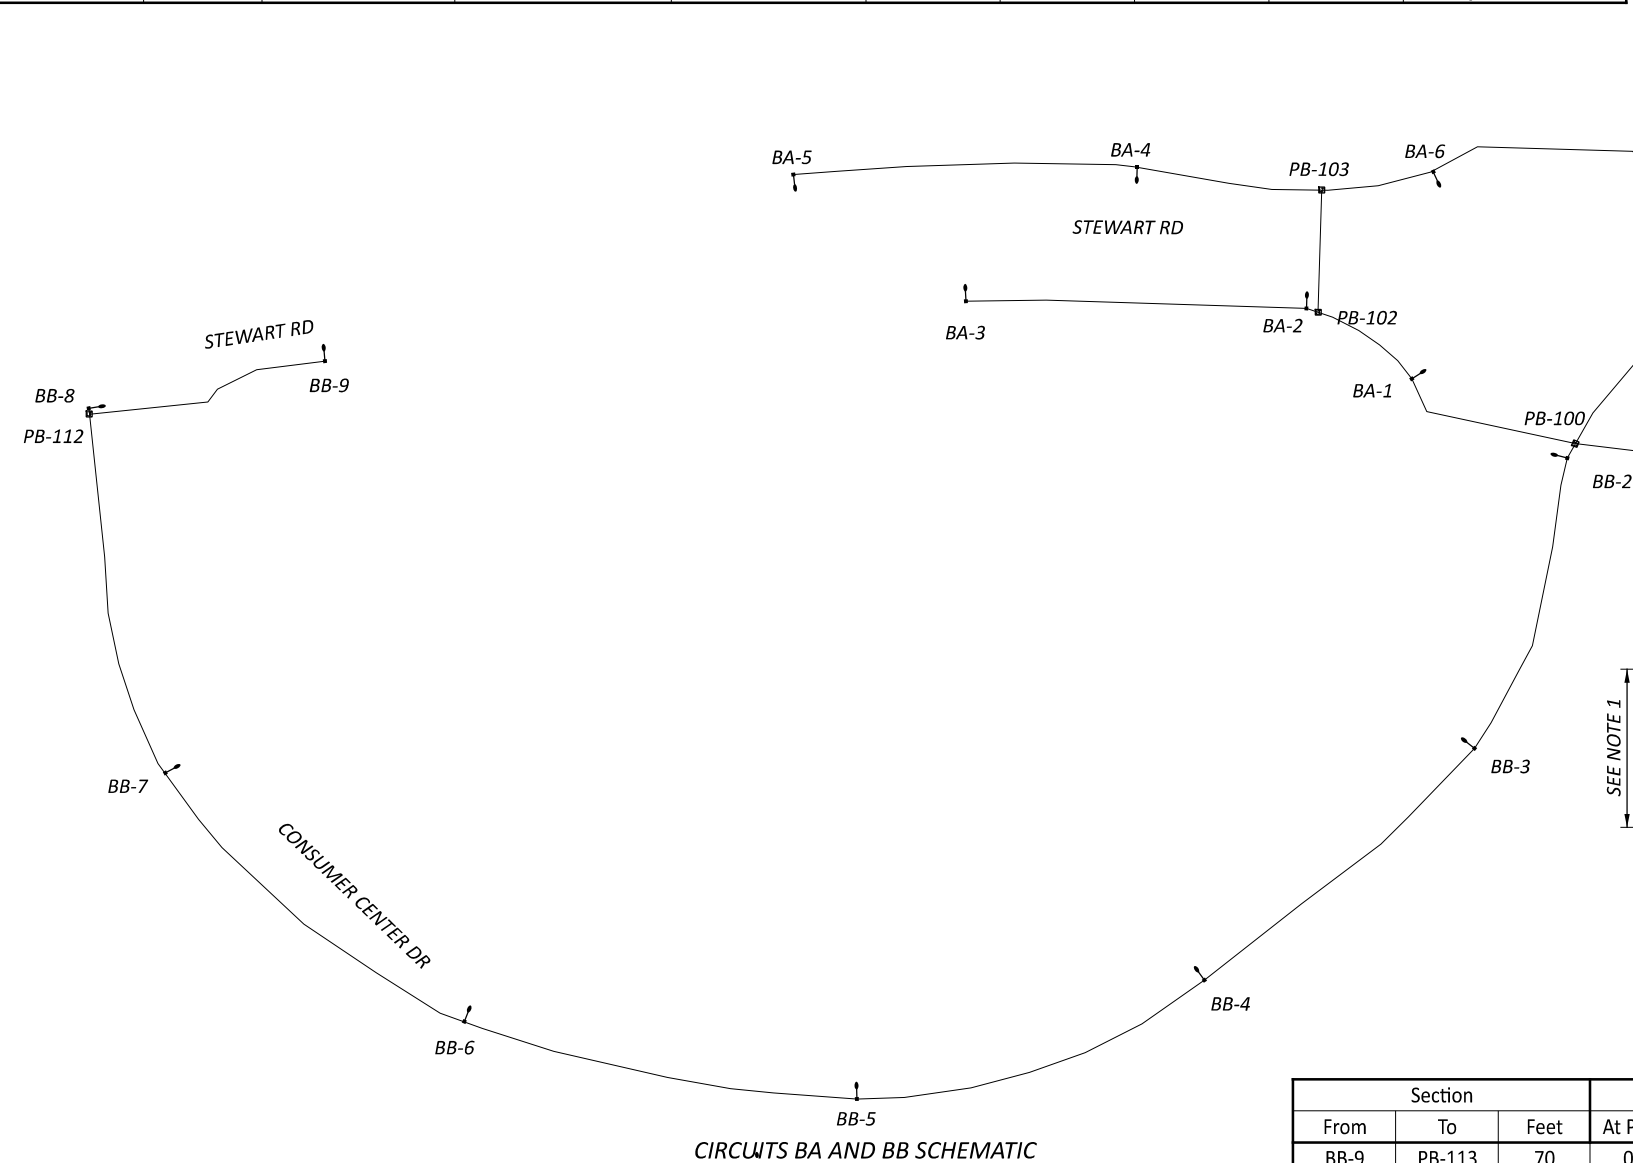 BA-5
BA-4
PB-103
BA-6
STEWART RD
BA-3
BA-2
PB-102
STEWART RD
BB-9
BB-8
PB-112
BA-1
PB-100
BB-2
SEE NOTE 1
BB-3
BB-7
CONSUMER CENTER DR
BB-4
BB-6
BB-5
CIRCUITS BA AND BB SCHEMATIC
Section
From To Feet At
BB-9 PB-113 70 0